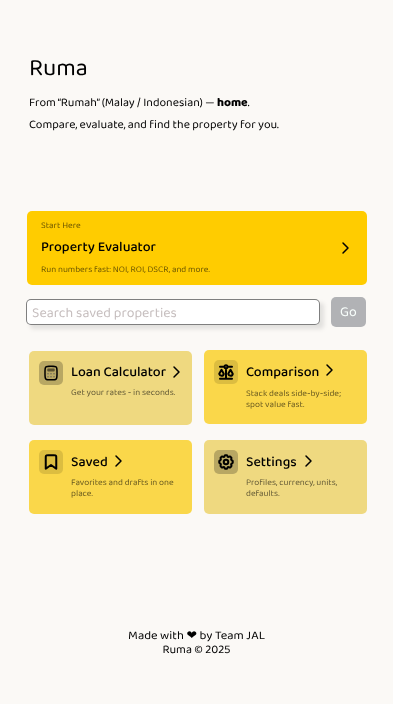 Ruma
From “Rumah” (Malay / Indonesian) — home.
Compare, evaluate, and find the property for you.
Start Here
Property Evaluator
Run numbers fast: NOI, ROI, DSCR, and more.
Search saved properties
Go
Loan Calculator
Get your rates - in seconds.
Comparison
Stack deals side-by-side;
spot value fast.
Saved
Favorites and drafts in one
place.
Settings
Profiles, currency, units,
defaults.
Made with ❤ by Team JAL
Ruma © 2025